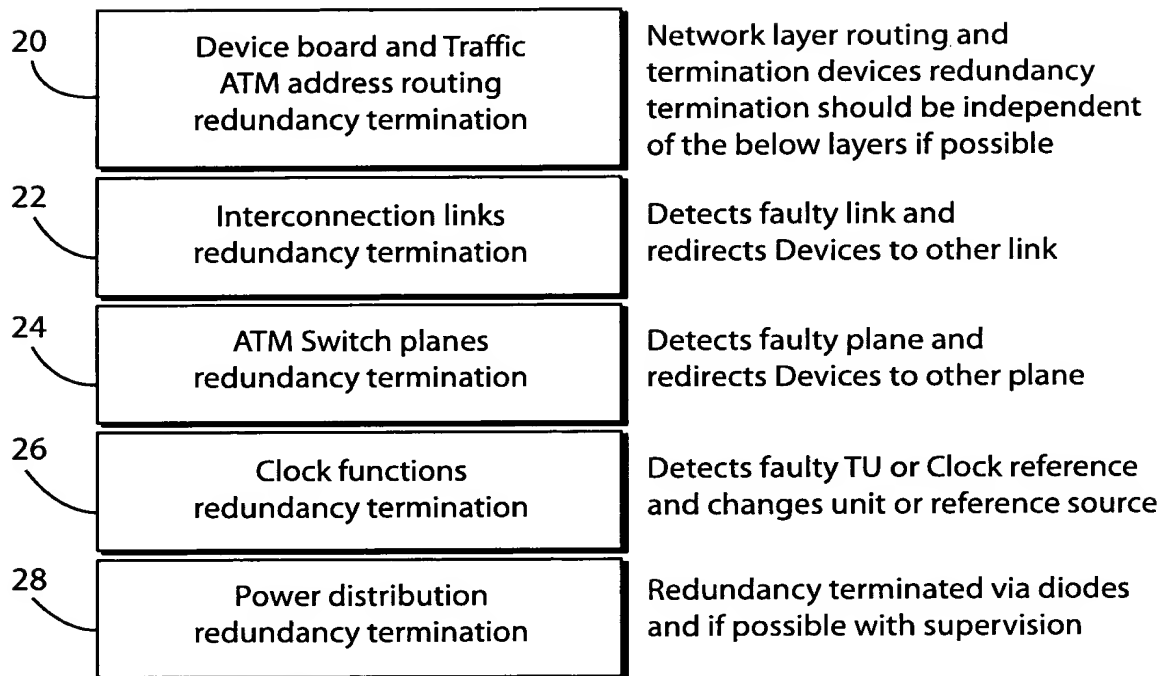 20
Device board and Traffic
ATM address routing
redundancy termination
Network layer routing and
termination devices redundancy
termination should be independent
of the below layers if possible
22
Interconnection links
redundancy termination
Detects faulty link and
redirects Devices to other link
24
ATM Switch planes
redundancy termination
Detects faulty plane and
redirects Devices to other plane
26
Clock functions
redundancy termination
Detects faulty TU or Clock reference
and changes unit or reference source
28
Power distribution
redundancy termination
Redundancy terminated via diodes
and if possible with supervision